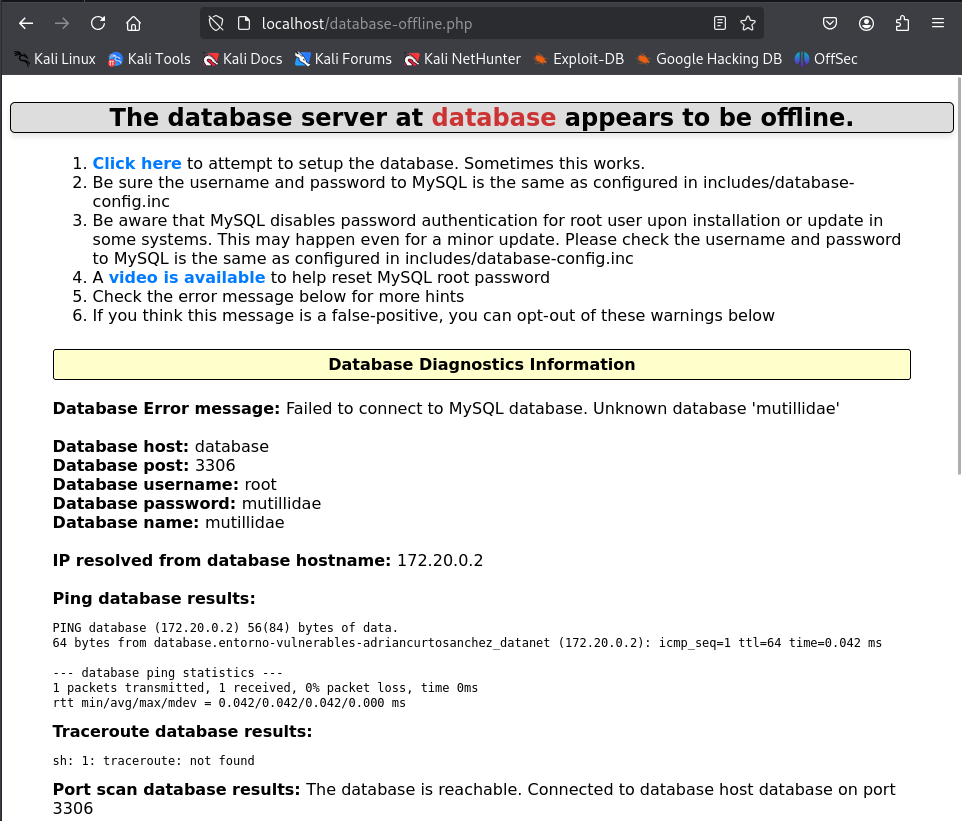 localhost/database-offline.php
Kali Linux Kali Tools Kali Docs Kali Forums Kali NetHunter Exploit-DB Google Hacking DB OffSec
The database server at database appears to be offline.
1. Click here to attempt to setup the database. Sometimes this works.
2. Be sure the username and password to MySQL is the same as configured in includes/database-
config.inc
3. Be aware that MySQL disables password authentication for root user upon installation or update in
some systems. This may happen even for a minor update. Please check the username and password
to MySQL is the same as configured in includes/database-config.inc
4. A video is available to help reset MySQL root password
5. Check the error message below for more hints
6. If you think this message is a false-positive, you can opt-out of these warnings below
Database Diagnostics Information
Database Error message: Failed to connect to MySQL database. Unknown database 'mutillidae'
Database host: database
Database post: 3306
Database username: root
Database password: mutillidae
Database name: mutillidae
IP resolved from database hostname: 172.20.0.2
Ping database results:
PING database (172.20.0.2) 56(84) bytes of data.
64 bytes from database.entorno-vulnerables-adriancurtosanchez_datanet (172.20.0.2): icmp_seq=1 ttl=64 time=0.042 ms
--- database ping statistics ---
1 packets transmitted, 1 received, 0% packet loss, time 0ms
rtt min/avg/max/mdev = 0.042/0.042/0.042/0.000 ms
Traceroute database results:
sh: 1: traceroute: not found
Port scan database results: The database is reachable. Connected to database host database on port
3306